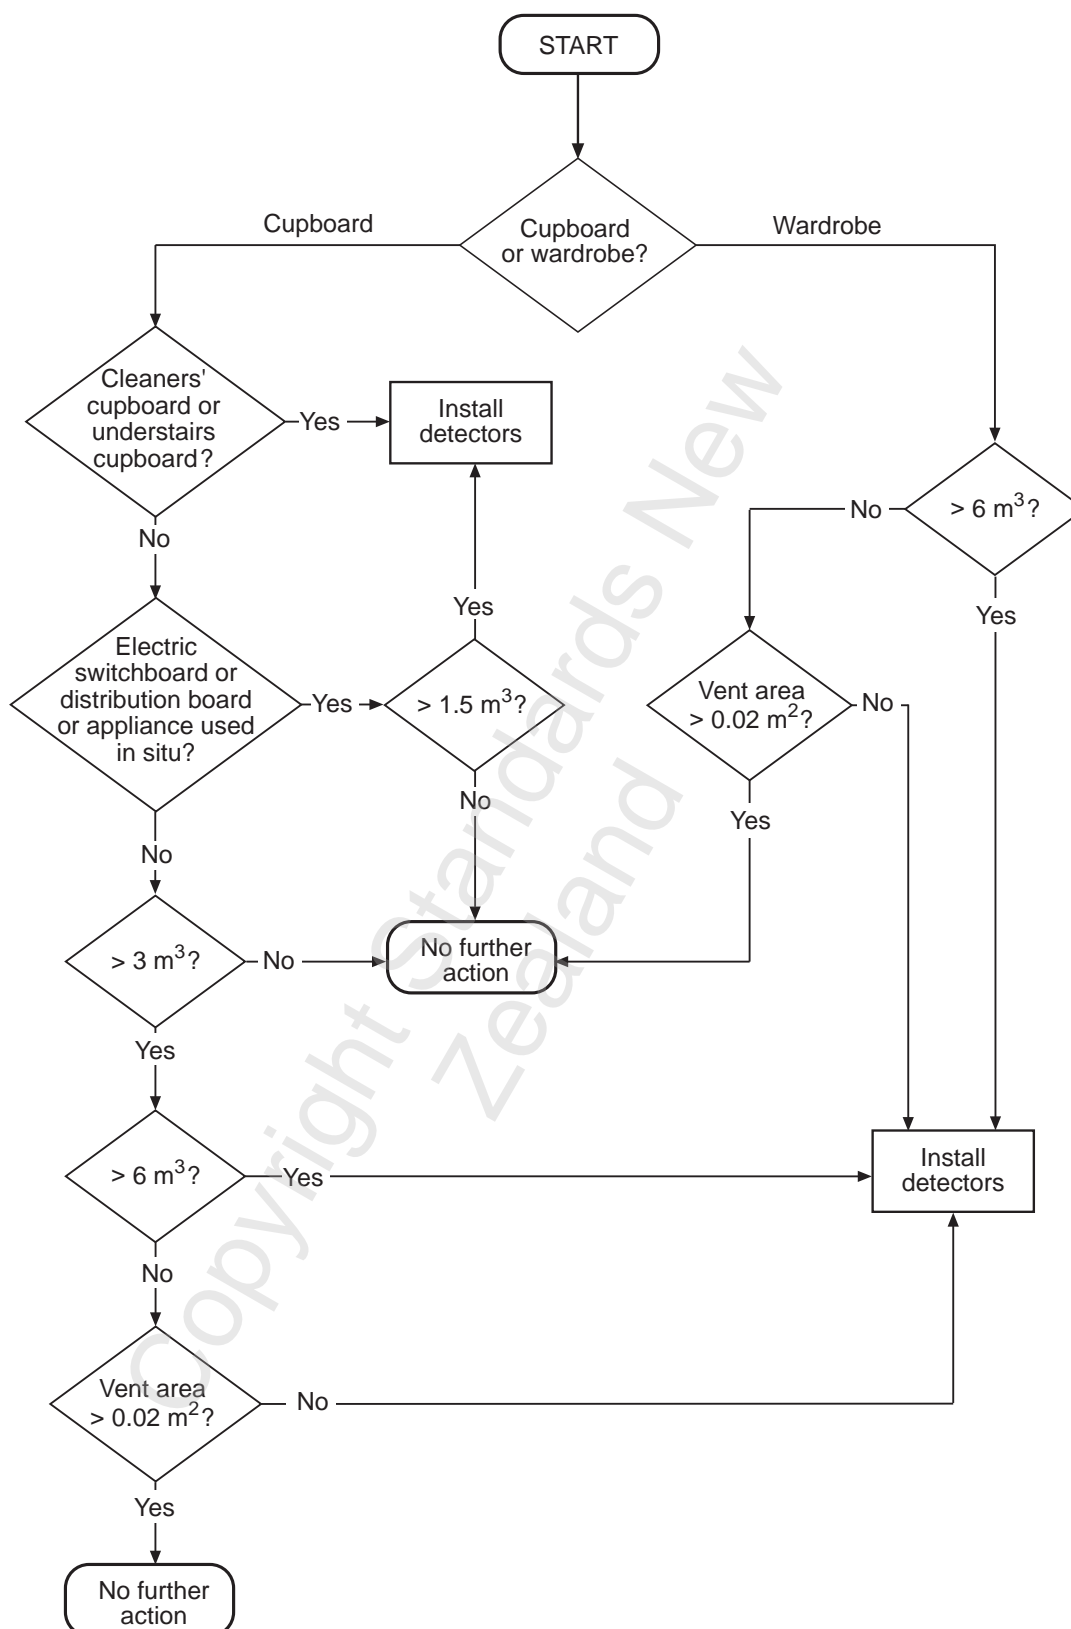 START
Cupboard
Cupboard
or wardrobe?
Wardrobe
Cleaners'
cupboard or
understairs
cupboard?
Yes
Install
detectors
No
> 6 m³?
No
Yes
Yes
Electric
switchboard or
distribution board
or appliance used
in situ?
Yes
> 1.5 m³?
Vent area
> 0.02 m²?
No
No
Yes
No
> 3 m³?
No
No further
action
Yes
> 6 m³?
Yes
Install
detectors
No
Vent area
> 0.02 m²?
No
Yes
No further
action
Copyright Standards New
Zealand